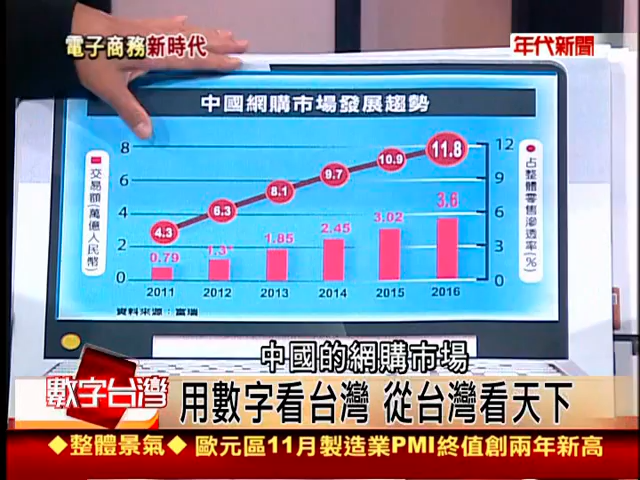 電子商務新時代
年代新聞
中國網購市場發展趨勢
8
6
4
2
0
交易額(萬億人民幣)
12
9
6
3
0
占整體零售滲透率(%)
4.3
6.3
8.1
9.7
10.9
11.8
0.79
1.85
2.45
3.02
3.6
2011 2012 2013 2014 2015 2016
中國的網購市場
數字台灣
用數字看台灣 從台灣看天下
◆整體景氣◆ 歐元區11月製造業PMI終值創兩年新高